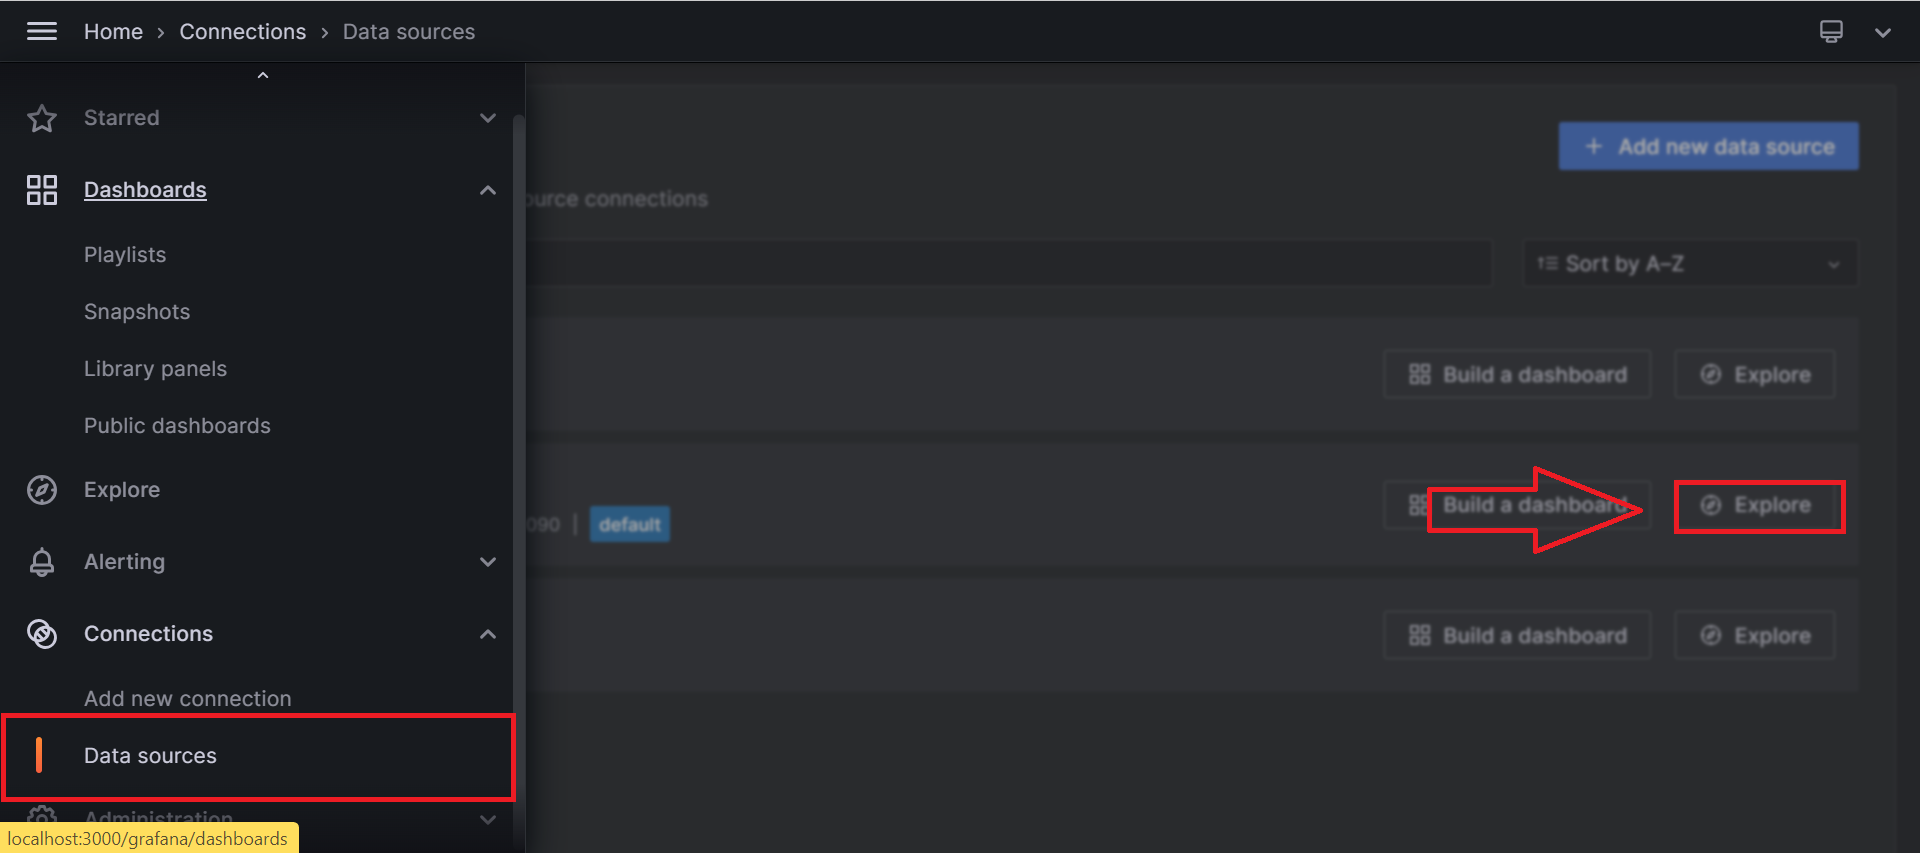 Home › Connections › Data sources
Starred
Dashboards
Playlists
Snapshots
Library panels
Public dashboards
Explore
Alerting
Connections
Add new connection
Data sources
Administration
localhost:3000/grafana/dashboards
+ Add new data source
ource connections
Sort by A–Z
Build a dashboard Explore
Build a dashboard Explore
090 | default
Build a dashboard Explore